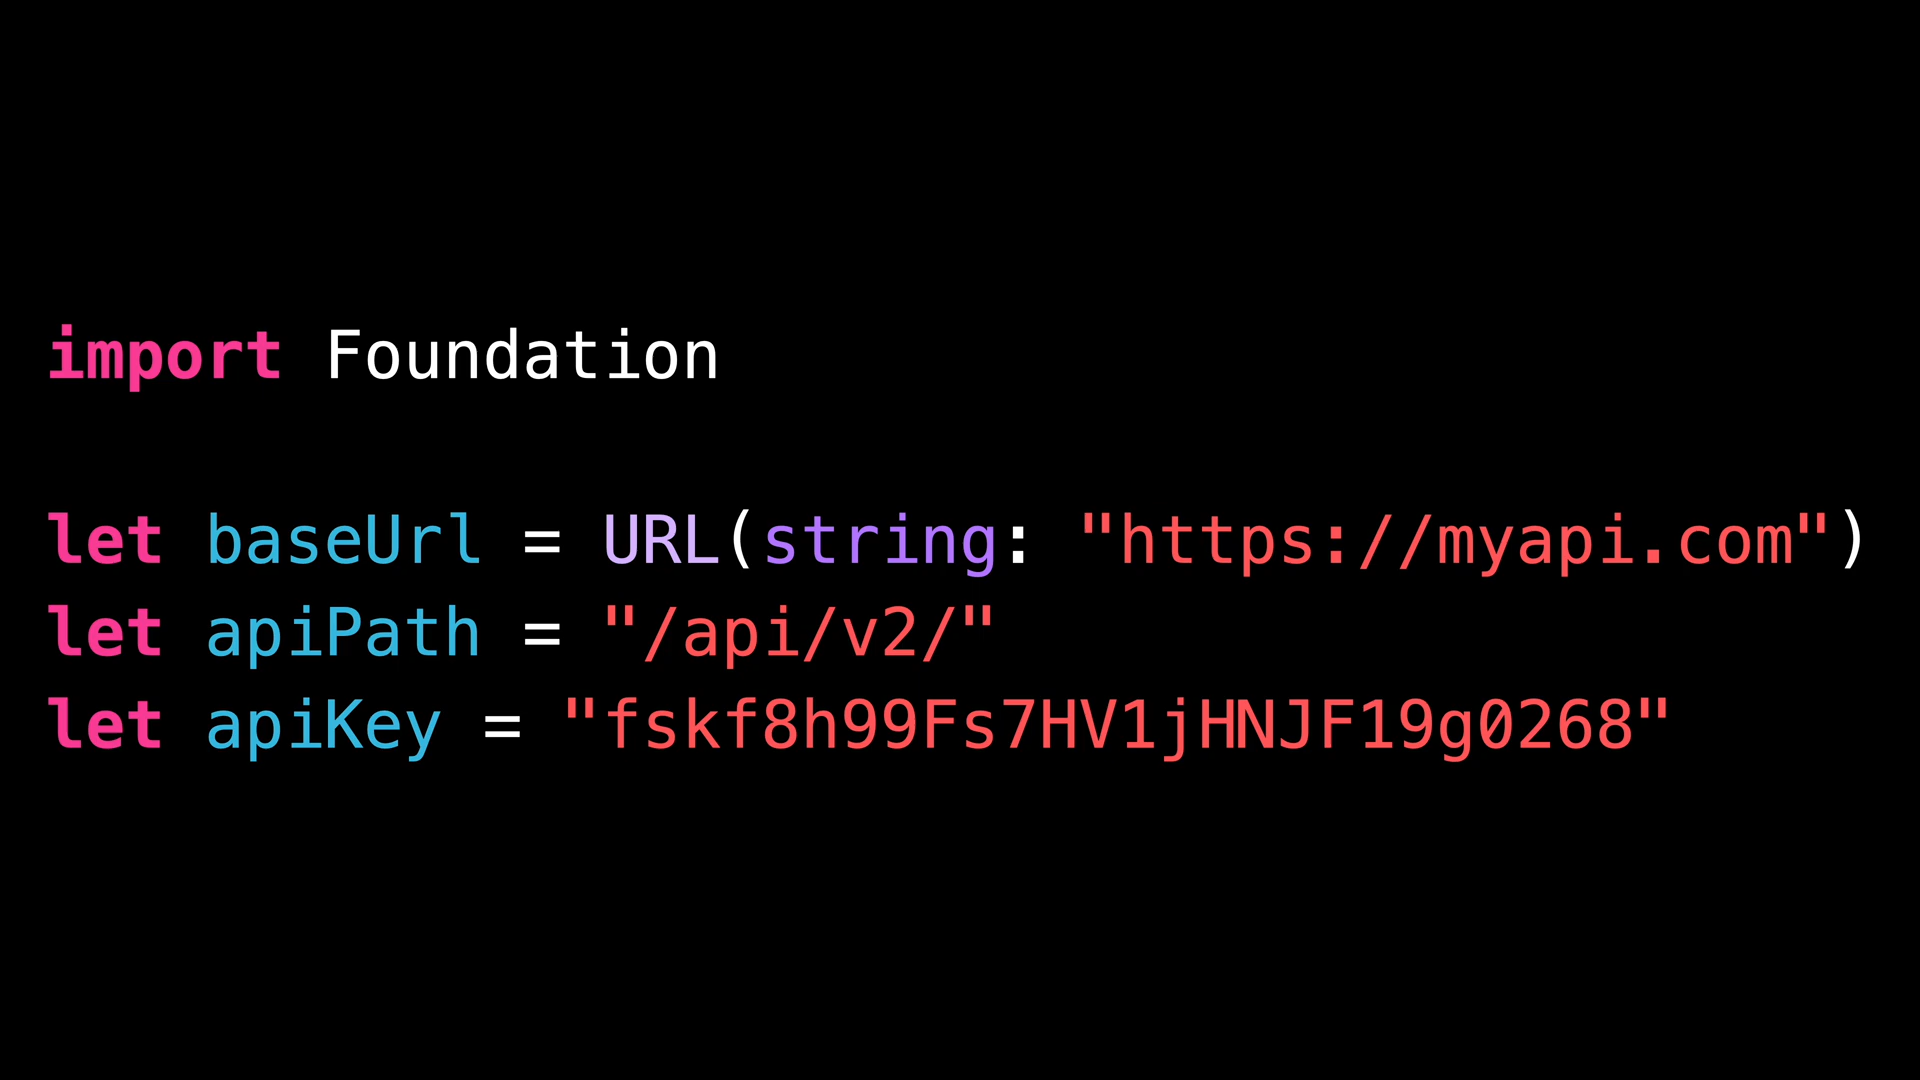 import Foundation
let baseUrl = URL(string: "https://myapi.com")
let apiPath = "/api/v2/"
let apiKey = "fskf8h99Fs7HV1jHNJF19g0268"